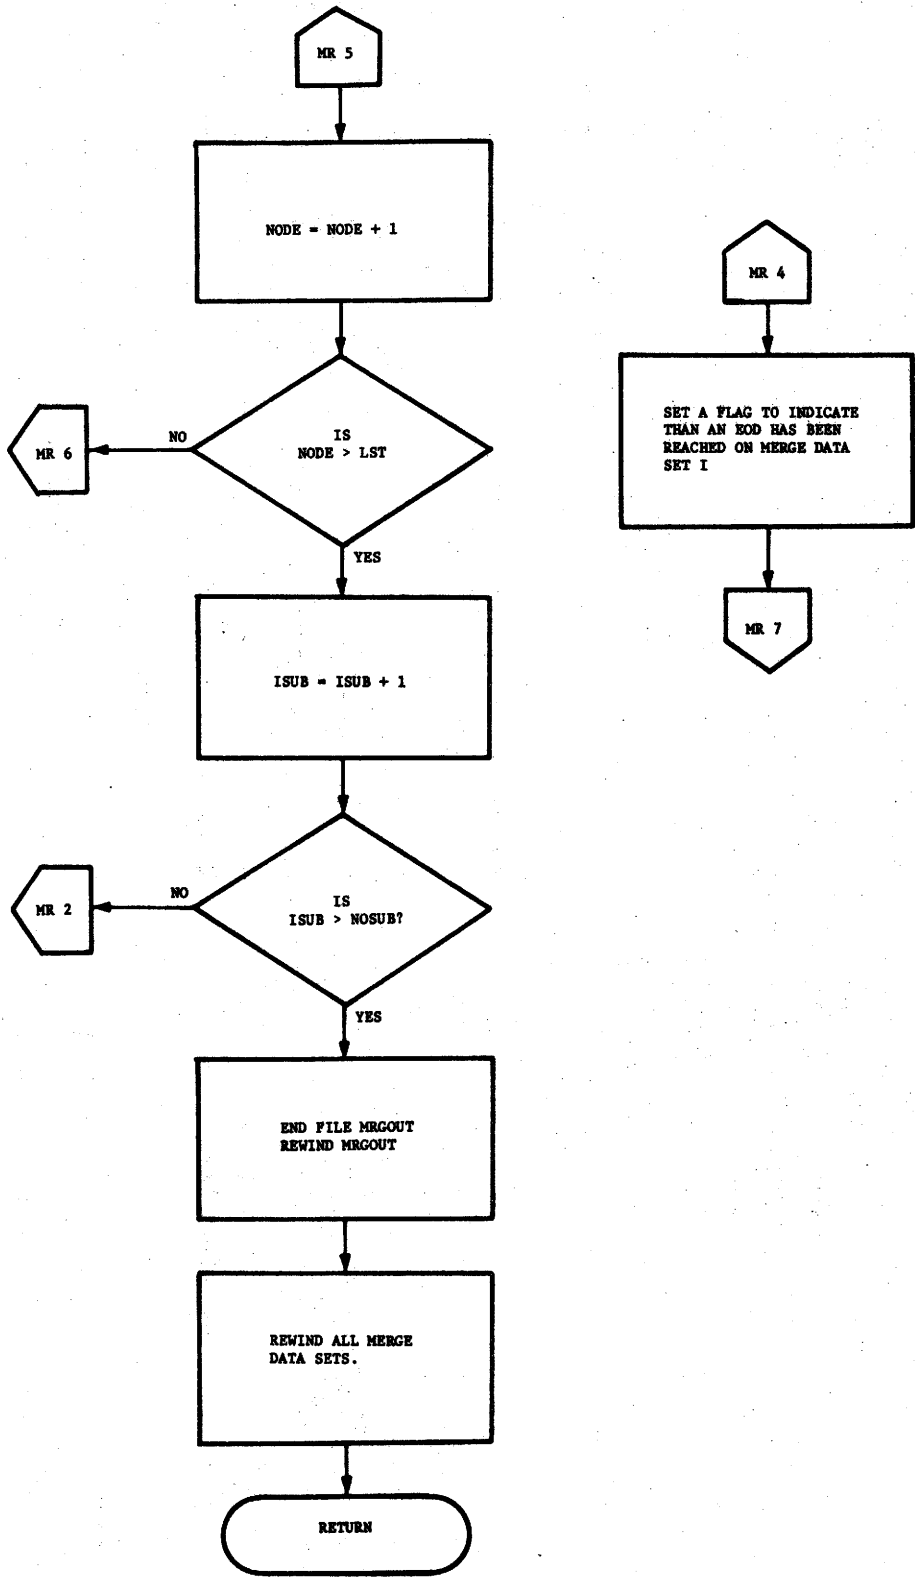 MR 5
NODE = NODE + 1
IS
NODE > LST
NO
MR 6
YES
ISUB = ISUB + 1
IS
ISUB > NOSUB?
NO
MR 2
YES
END FILE MRGOUT
REWIND MRGOUT
REWIND ALL MERGE
DATA SETS.
RETURN
MR 4
SET A FLAG TO INDICATE
THAN AN EOD HAS BEEN
REACHED ON MERGE DATA
SET I
MR 7